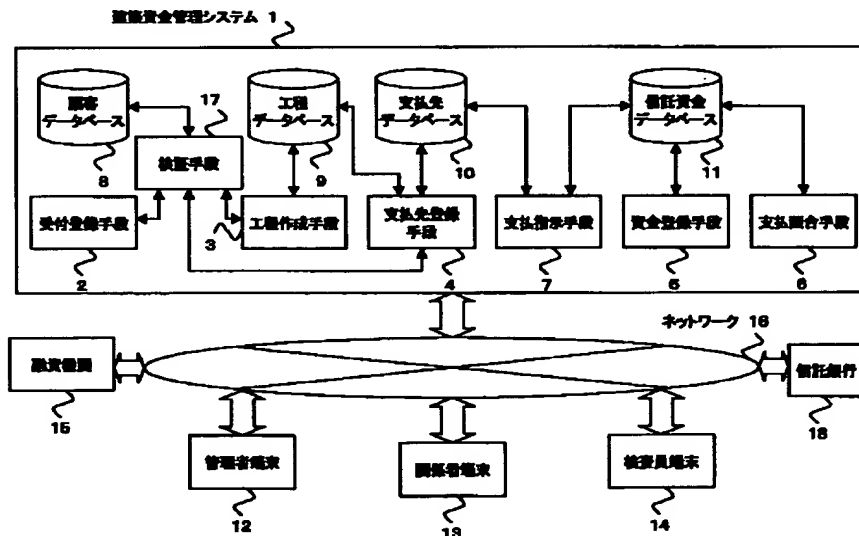 建築資金管理システム 1
顧客
データベース
8
17
検証手段
工程
データベース
9
支払先
データベース
10
信託資金
データベース
11
受付登録手段
2
3
工程作成手段
支払先登録
手段
4
支払指示手段
7
資金登録手段
5
支払照合手段
6
ネットワーク 16
融資機関
15
信託銀行
18
管理者端末
12
関係者端末
13
検査員端末
14